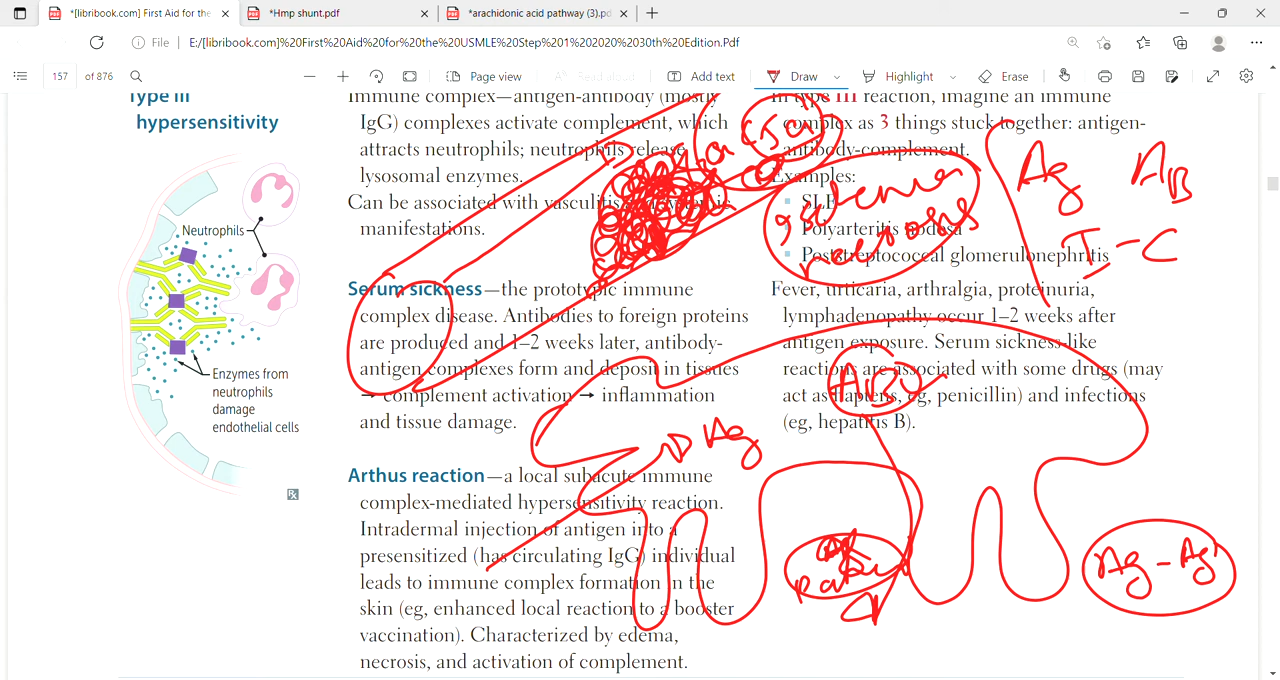 *[libribook.com] First Aid for the
*Hmp shunt.pdf
*arachidonic acid pathway (3).pd
File
E:/[libribook.com]%20First%20Aid%20for%20the%20USMLE%20Step%201%202020%2030th%20Edition.Pdf
157 of 876
Page view
Read aloud
Add text
Draw
Highlight
Erase
Type III
hypersensitivity
Neutrophils
Enzymes from
neutrophils
damage
endothelial cells
Immune complex—antigen-antibody (mostly
IgG) complexes activate complement, which
attracts neutrophils; neutrophils release
lysosomal enzymes.
Can be associated with vasculitis
manifestations.
Serum sickness—the prototypic immune
complex disease. Antibodies to foreign proteins
are produced and 1–2 weeks later, antibody-
antigen complexes form and deposit in tissues
→ complement activation → inflammation
and tissue damage.
Arthus reaction—a local subacute immune
complex-mediated hypersensitivity reaction.
Intradermal injection of antigen into a
presensitized (has circulating IgG) individual
leads to immune complex formation in the
skin (eg, enhanced local reaction to a booster
vaccination). Characterized by edema,
necrosis, and activation of complement.
In type III reaction, imagine an immune
complex as 3 things stuck together: antigen-
antibody-complement.
Examples:
SLE
Polyarteritis nodosa
Poststreptococcal glomerulonephritis
Fever, urticaria, arthralgia, proteinuria,
lymphadenopathy occur 1–2 weeks after
antigen exposure. Serum sickness-like
reactions are associated with some drugs (may
act as haptens, eg, penicillin) and infections
(eg, hepatitis B).
Ag AB
I-C
Ag
Ag - Ag